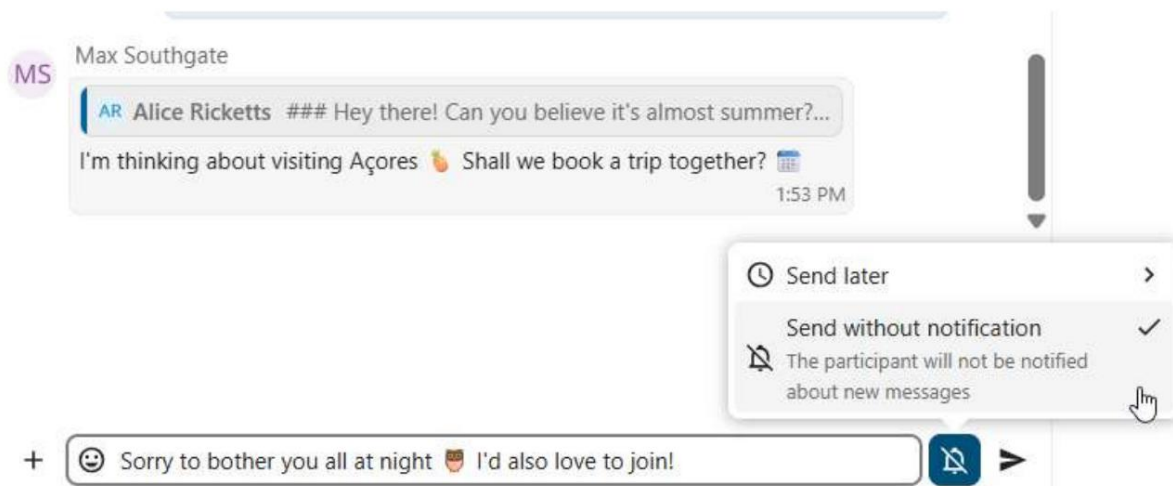 Max Southgate
MS
AR Alice Ricketts ### Hey there! Can you believe it's almost summer?...
I'm thinking about visiting Açores 🍍 Shall we book a trip together? 🗓️
1:53 PM
Send later
Send without notification
The participant will not be notified
about new messages
Sorry to bother you all at night 🦉 I'd also love to join!